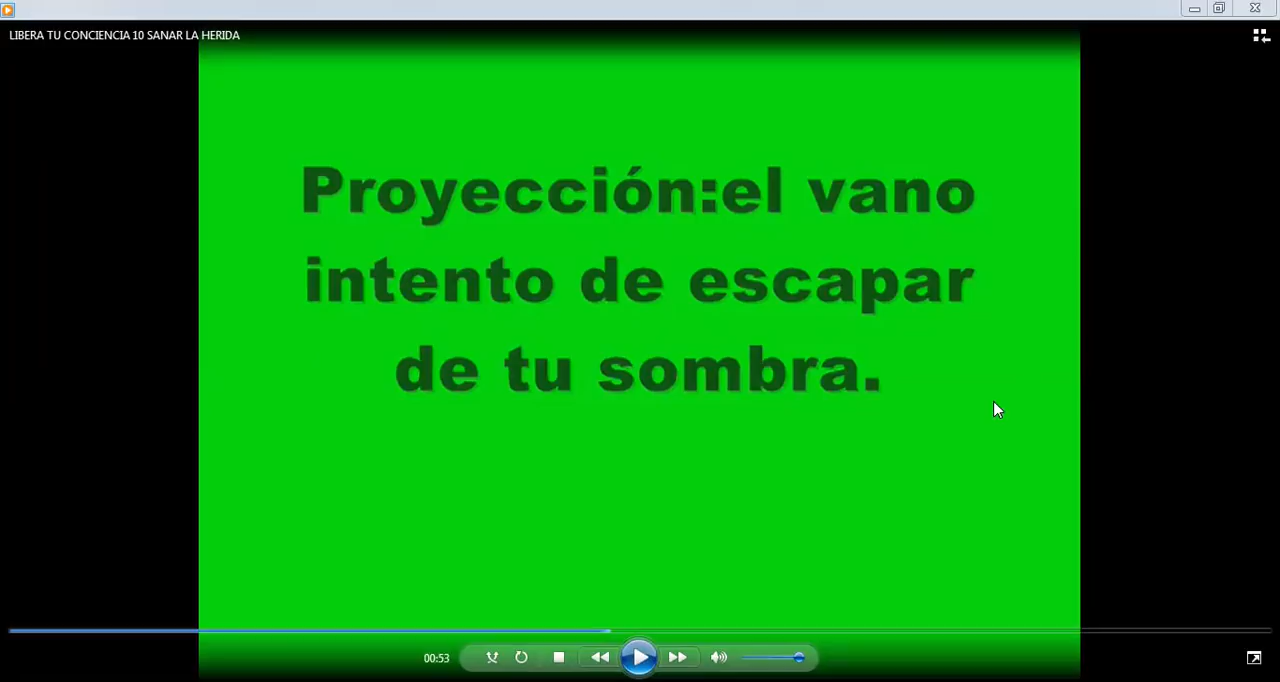 LIBERA TU CONCIENCIA 10 SANAR LA HERIDA
Proyección:el vano
intento de escapar
de tu sombra.
00:53